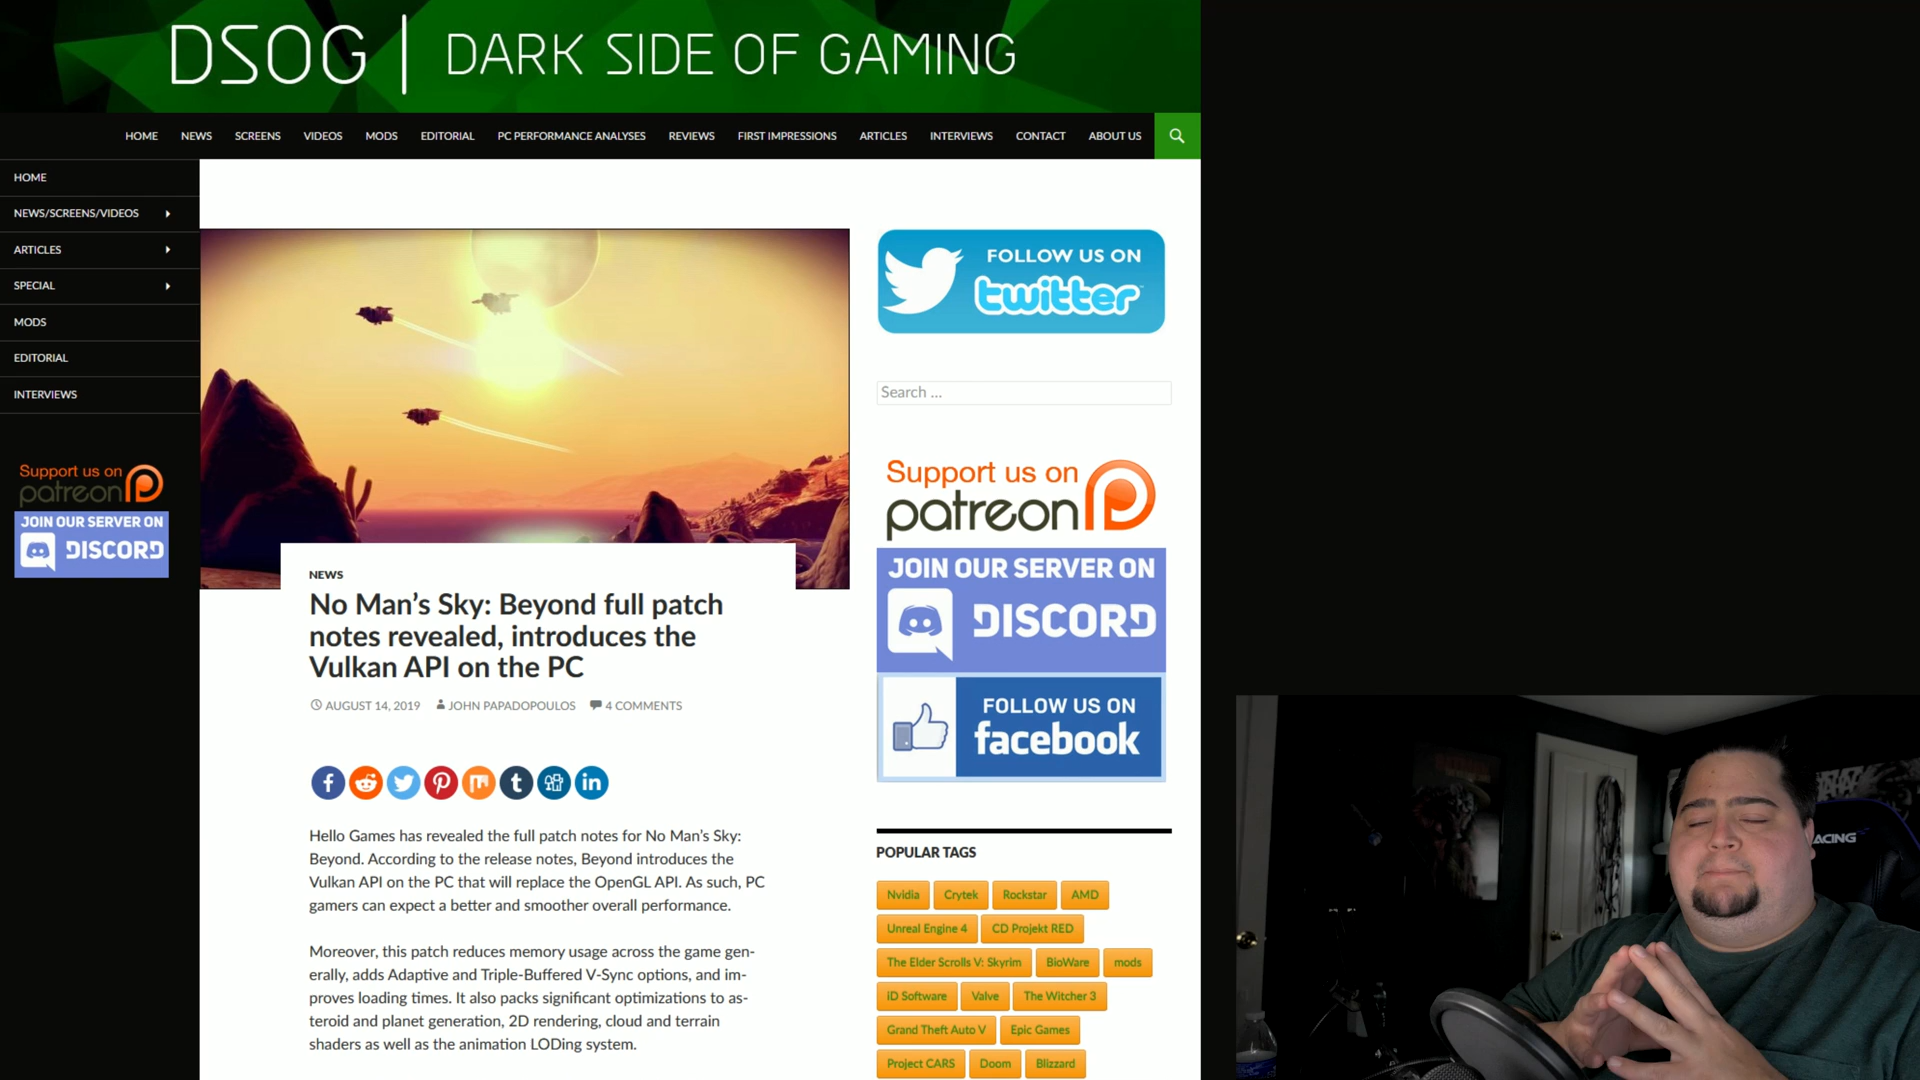 DSOG | DARK SIDE OF GAMING
HOME NEWS SCREENS VIDEOS MODS EDITORIAL PC PERFORMANCE ANALYSES REVIEWS FIRST IMPRESSIONS ARTICLES INTERVIEWS CONTACT ABOUT US
HOME
NEWS/SCREENS/VIDEOS
ARTICLES
SPECIAL
MODS
EDITORIAL
INTERVIEWS
Support us on
patreon
JOIN OUR SERVER ON
DISCORD
NEWS
No Man’s Sky: Beyond full patch
notes revealed, introduces the
Vulkan API on the PC
AUGUST 14, 2019 JOHN PAPADOPOULOS 4 COMMENTS
Hello Games has revealed the full patch notes for No Man’s Sky:
Beyond. According to the release notes, Beyond introduces the
Vulkan API on the PC that will replace the OpenGL API. As such, PC
gamers can expect a better and smoother overall performance.
Moreover, this patch reduces memory usage across the game gen-
erally, adds Adaptive and Triple-Buffered V-Sync options, and im-
proves loading times. It also packs significant optimizations to as-
teroid and planet generation, 2D rendering, cloud and terrain
shaders as well as the animation LODing system.
FOLLOW US ON
twitter
Search ...
Support us on
patreon
JOIN OUR SERVER ON
DISCORD
FOLLOW US ON
facebook
POPULAR TAGS
Nvidia Crytek Rockstar AMD
Unreal Engine 4 CD Projekt RED
The Elder Scrolls V: Skyrim BioWare mods
iD Software Valve The Witcher 3
Grand Theft Auto V Epic Games
Project CARS Doom Blizzard
ACING